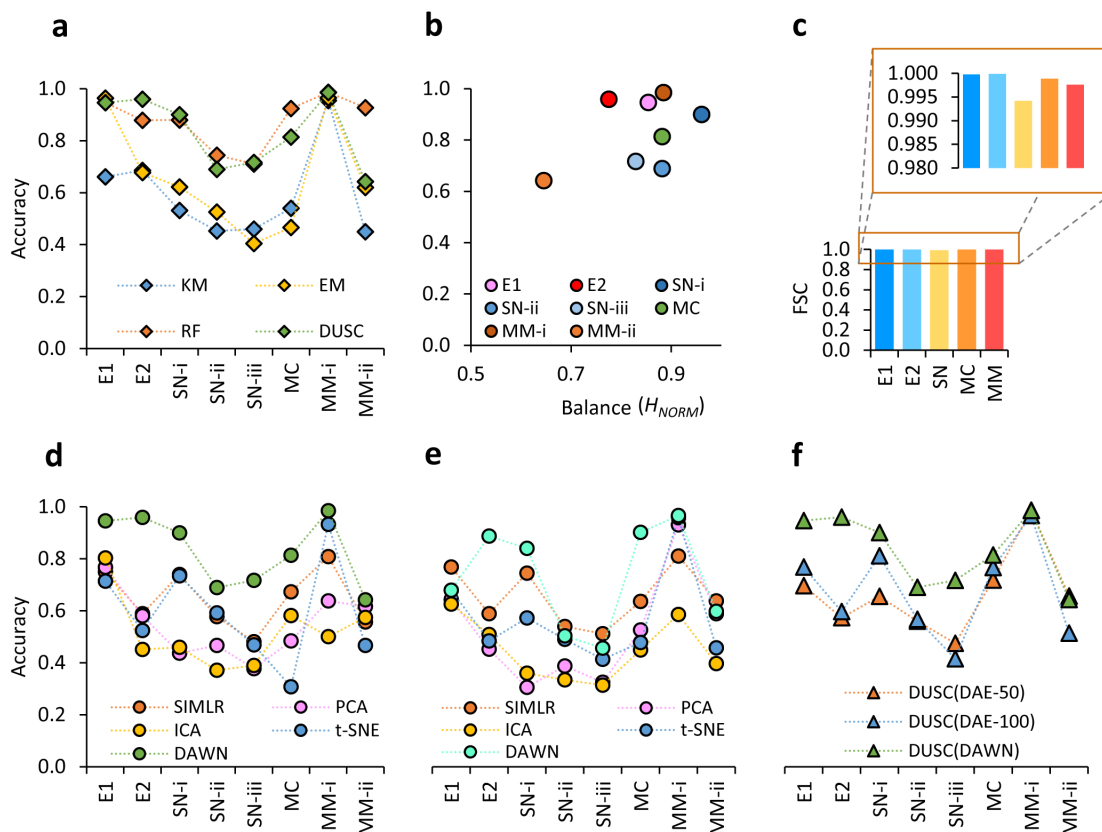 a
Accuracy
1.0
0.8
0.6
0.4
0.2
0.0
KM
EM
RF
DUSC
E1
E2
SN-i
SN-ii
SN-iii
MC
MM-i
MM-ii
b
1.0
0.8
0.6
0.4
0.2
0.0
E1
E2
SN-i
SN-ii
SN-iii
MC
MM-i
MM-ii
0.5
0.7
0.9
Balance (H_NORM)
c
1.000
0.995
0.990
0.985
0.980
FSC
1.0
0.8
0.6
0.4
0.2
0.0
E1
E2
SN
MC
MM
d
Accuracy
1.0
0.8
0.6
0.4
0.2
0.0
SIMLR
PCA
ICA
t-SNE
DAWN
E1
E2
SN-i
SN-ii
SN-iii
MC
MM-i
MM-ii
e
SIMLR
PCA
ICA
t-SNE
DAWN
E1
E2
SN-i
SN-ii
SN-iii
MC
MM-i
MM-ii
f
DUSC(DAE-50)
DUSC(DAE-100)
DUSC(DAWN)
E1
E2
SN-i
SN-ii
SN-iii
MC
MM-i
MM-ii